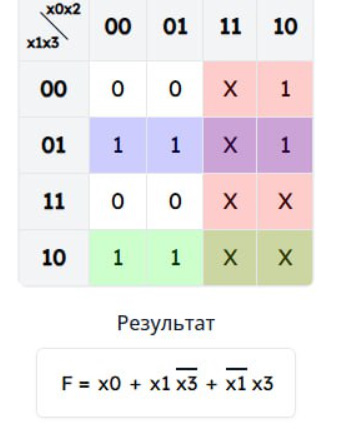 x0x2
x1x3
00 01 11 10
00 0 0 X 1
01 1 1 X 1
11 0 0 X X
10 1 1 X X
Результат
F = x0 + x1 x̅3̅ + x̅1̅ x3